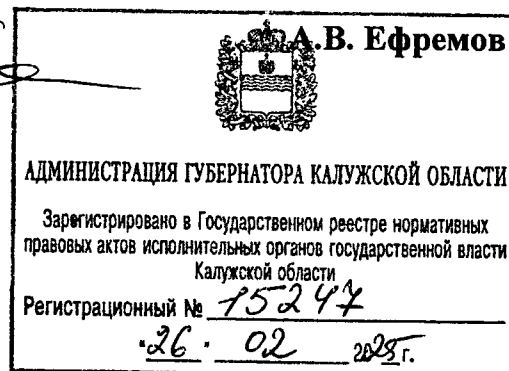 А.В. Ефремов
АДМИНИСТРАЦИЯ ГУБЕРНАТОРА КАЛУЖСКОЙ ОБЛАСТИ
Зарегистрировано в Государственном реестре нормативных
правовых актов исполнительных органов государственной власти
Калужской области
Регистрационный № 15247
"26" 02 2025 г.